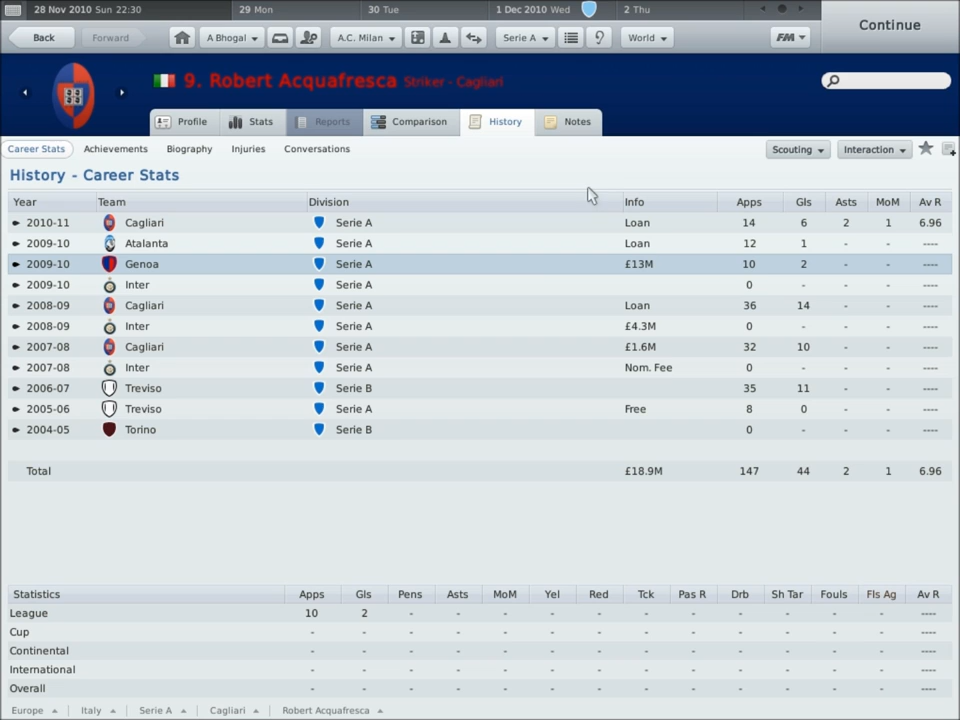 28 Nov 2010 Sun 22:30 29 Mon 30 Tue 1 Dec 2010 Wed 2 Thu
Continue
Back Forward A Bhogal A.C. Milan Serie A World FM
9. Robert Acquafresca Striker - Cagliari
Profile Stats Reports Comparison History Notes
Career Stats Achievements Biography Injuries Conversations Scouting Interaction
History - Career Stats
Year Team Division Info Apps Gls Asts MoM Av R
2010-11 Cagliari Serie A Loan 14 6 2 1 6.96
2009-10 Atalanta Serie A Loan 12 1 - - ----
2009-10 Genoa Serie A £13M 10 2 - - ----
2009-10 Inter Serie A 0 - - - ----
2008-09 Cagliari Serie A Loan 36 14 - - ----
2008-09 Inter Serie A £4.3M 0 - - - ----
2007-08 Cagliari Serie A £1.6M 32 10 - - ----
2007-08 Inter Serie A Nom. Fee 0 - - - ----
2006-07 Treviso Serie B 35 11 - - ----
2005-06 Treviso Serie A Free 8 0 - - ----
2004-05 Torino Serie B 0 - - - ----
Total £18.9M 147 44 2 1 6.96
Statistics Apps Gls Pens Asts MoM Yel Red Tck Pas R Drb Sh Tar Fouls Fls Ag Av R
League 10 2 - - - - - - - - - - - ----
Cup - - - - - - - - - - - - - ----
Continental - - - - - - - - - - - - - ----
International - - - - - - - - - - - - - ----
Overall - - - - - - - - - - - - - ----
Europe Italy Serie A Cagliari Robert Acquafresca